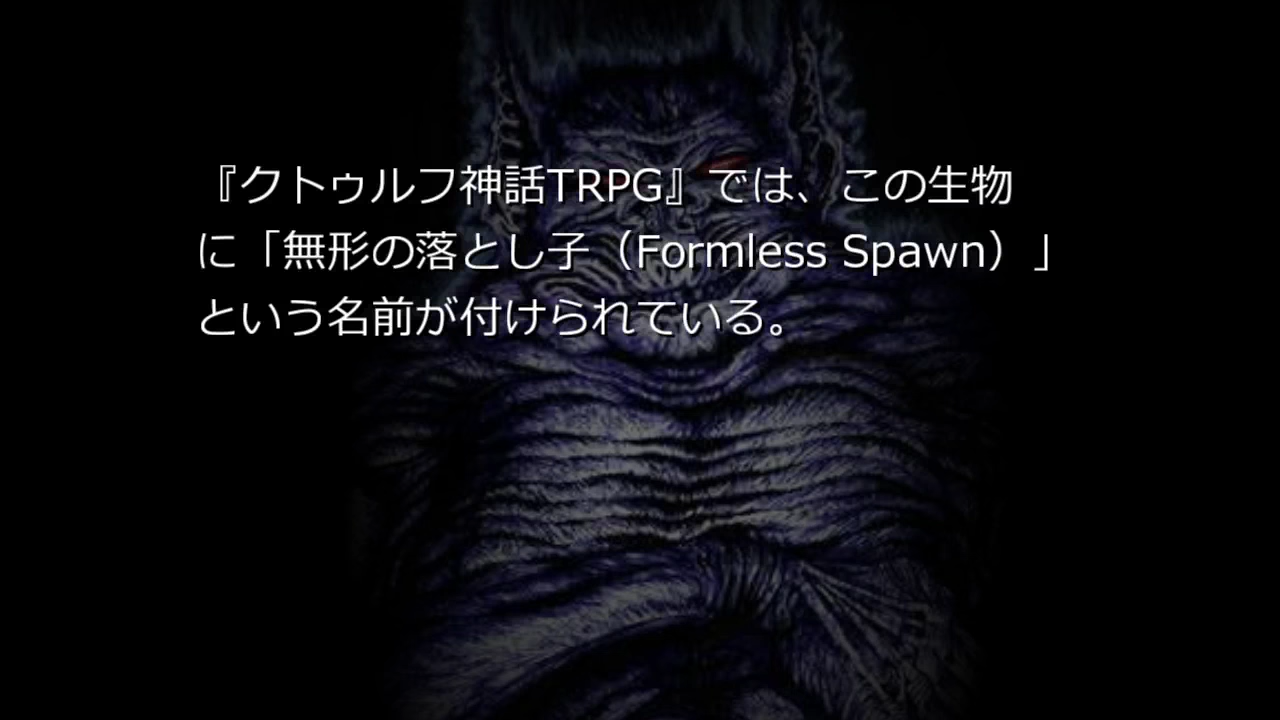 『クトゥルフ神話TRPG』では、この生物
に「無形の落とし子（Formless Spawn）」
という名前が付けられている。